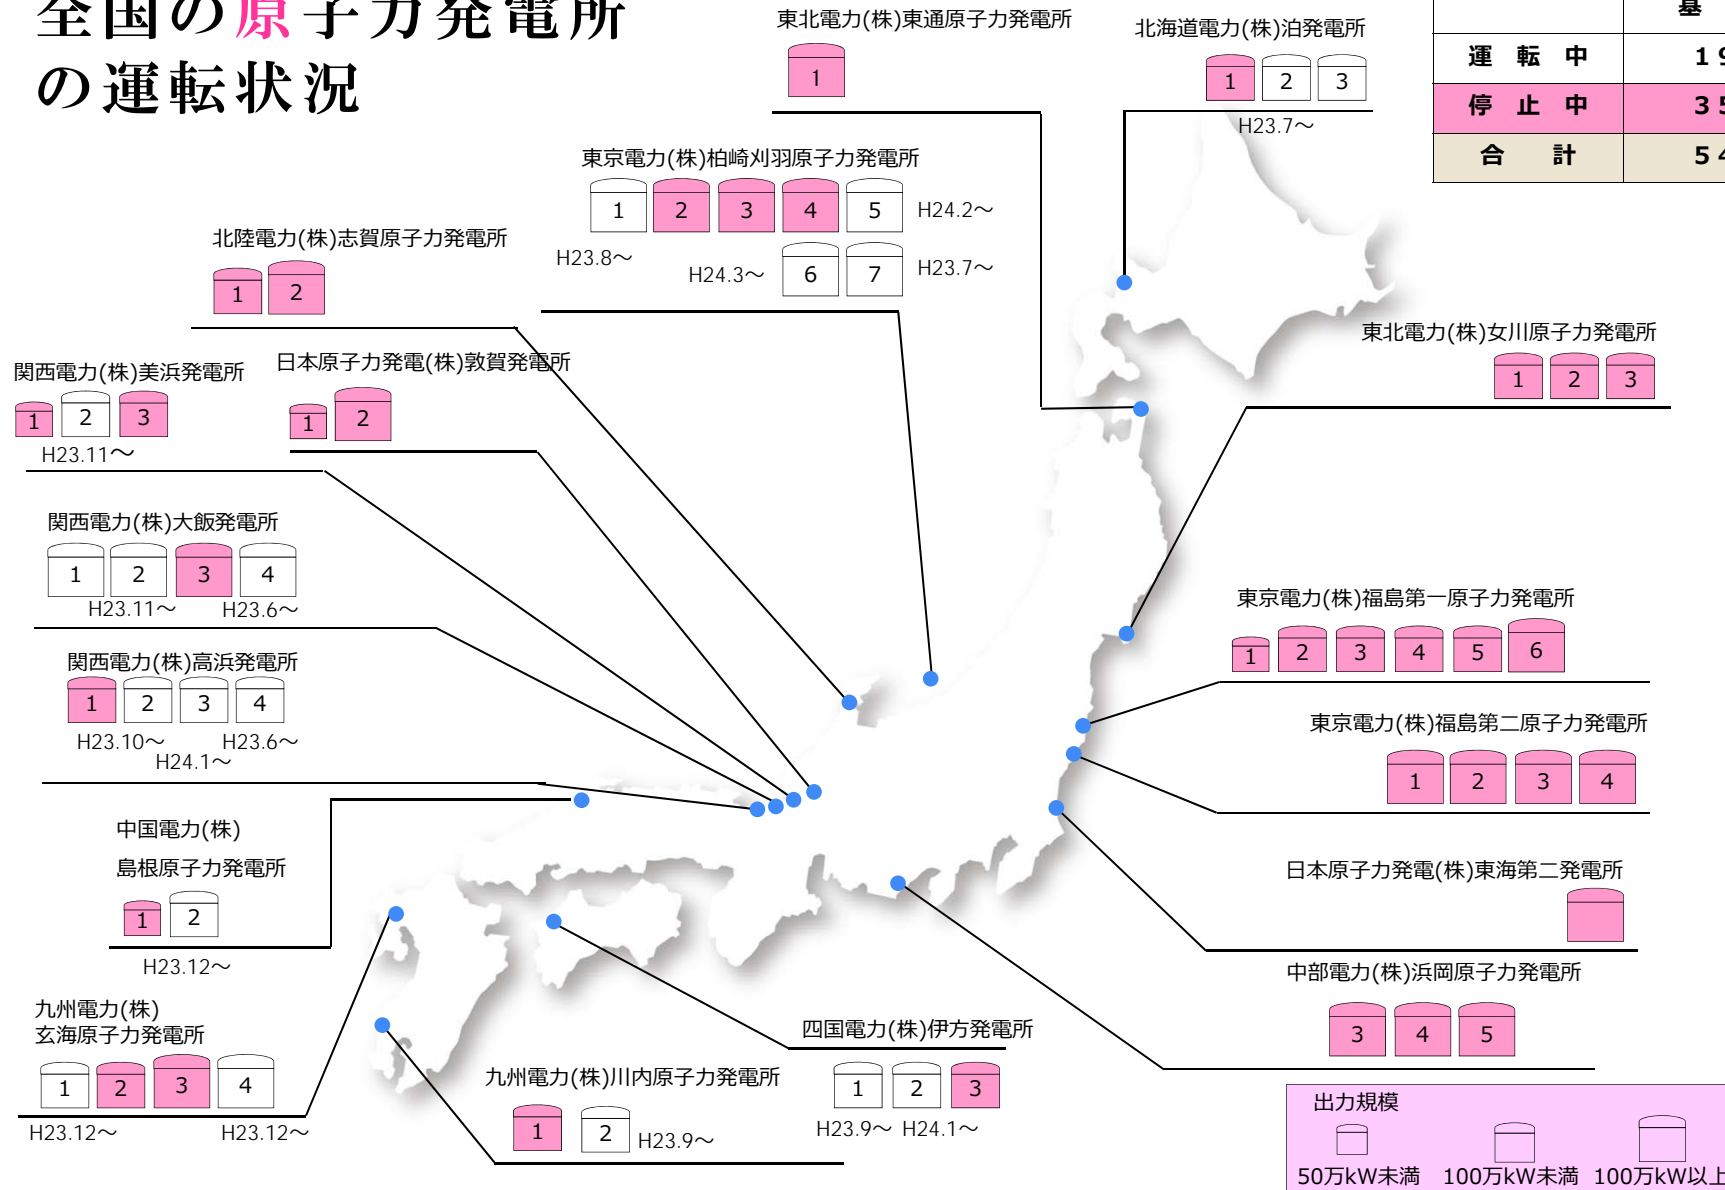 全国の原子力発電所
の運転状況
東北電力(株)東通原子力発電所
1
北海道電力(株)泊発電所
1 2 3
H23.7～
基
運 転 中 19
停 止 中 35
合 計 54
東京電力(株)柏崎刈羽原子力発電所
1 2 3 4 5 H24.2～
H23.8～
H24.3～ 6 7 H23.7～
北陸電力(株)志賀原子力発電所
1 2
関西電力(株)美浜発電所
1 2 3
H23.11～
日本原子力発電(株)敦賀発電所
1 2
東北電力(株)女川原子力発電所
1 2 3
関西電力(株)大飯発電所
1 2 3 4
H23.11～ H23.6～
関西電力(株)高浜発電所
1 2 3 4
H23.10～ H23.6～
H24.1～
東京電力(株)福島第一原子力発電所
1 2 3 4 5 6
東京電力(株)福島第二原子力発電所
1 2 3 4
中国電力(株)
島根原子力発電所
1 2
H23.12～
日本原子力発電(株)東海第二発電所
中部電力(株)浜岡原子力発電所
3 4 5
九州電力(株)
玄海原子力発電所
1 2 3 4
H23.12～ H23.12～
九州電力(株)川内原子力発電所
1 2 H23.9～
四国電力(株)伊方発電所
1 2 3
H23.9～ H24.1～
出力規模
50万kW未満 100万kW未満 100万kW以上